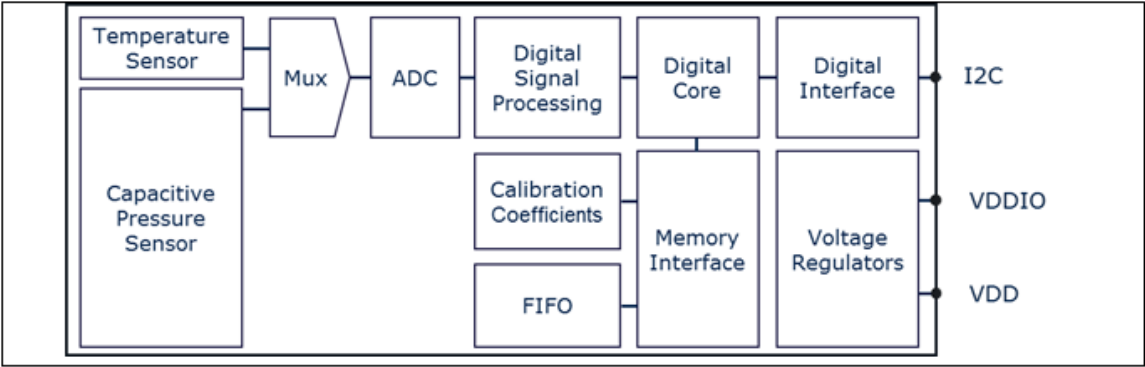 Temperature
Sensor
Mux
ADC
Digital
Signal
Processing
Digital
Core
Digital
Interface
I2C
Capacitive
Pressure
Sensor
Calibration
Coefficients
Memory
Interface
Voltage
Regulators
VDDIO
FIFO
VDD